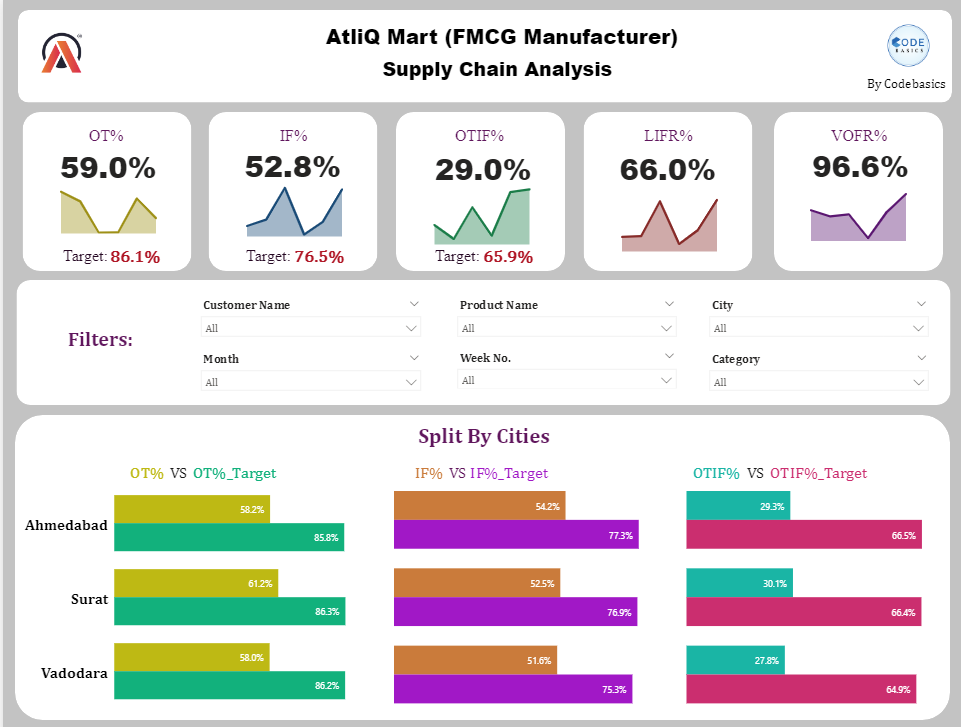 AtliQ Mart (FMCG Manufacturer)
Supply Chain Analysis
CODE
BASICS
By Codebasics
OT%
59.0%
Target: 86.1%
IF%
52.8%
Target: 76.5%
OTIF%
29.0%
Target: 65.9%
LIFR%
66.0%
VOFR%
96.6%
Filters:
Customer Name
All
Product Name
All
City
All
Month
All
Week No.
All
Category
All
Split By Cities
OT% VS OT%_Target
IF% VS IF%_Target
OTIF% VS OTIF%_Target
Ahmedabad
58.2%
85.8%
54.2%
77.3%
29.3%
66.5%
Surat
61.2%
86.3%
52.5%
76.9%
30.1%
66.4%
Vadodara
58.0%
86.2%
51.6%
75.3%
27.8%
64.9%